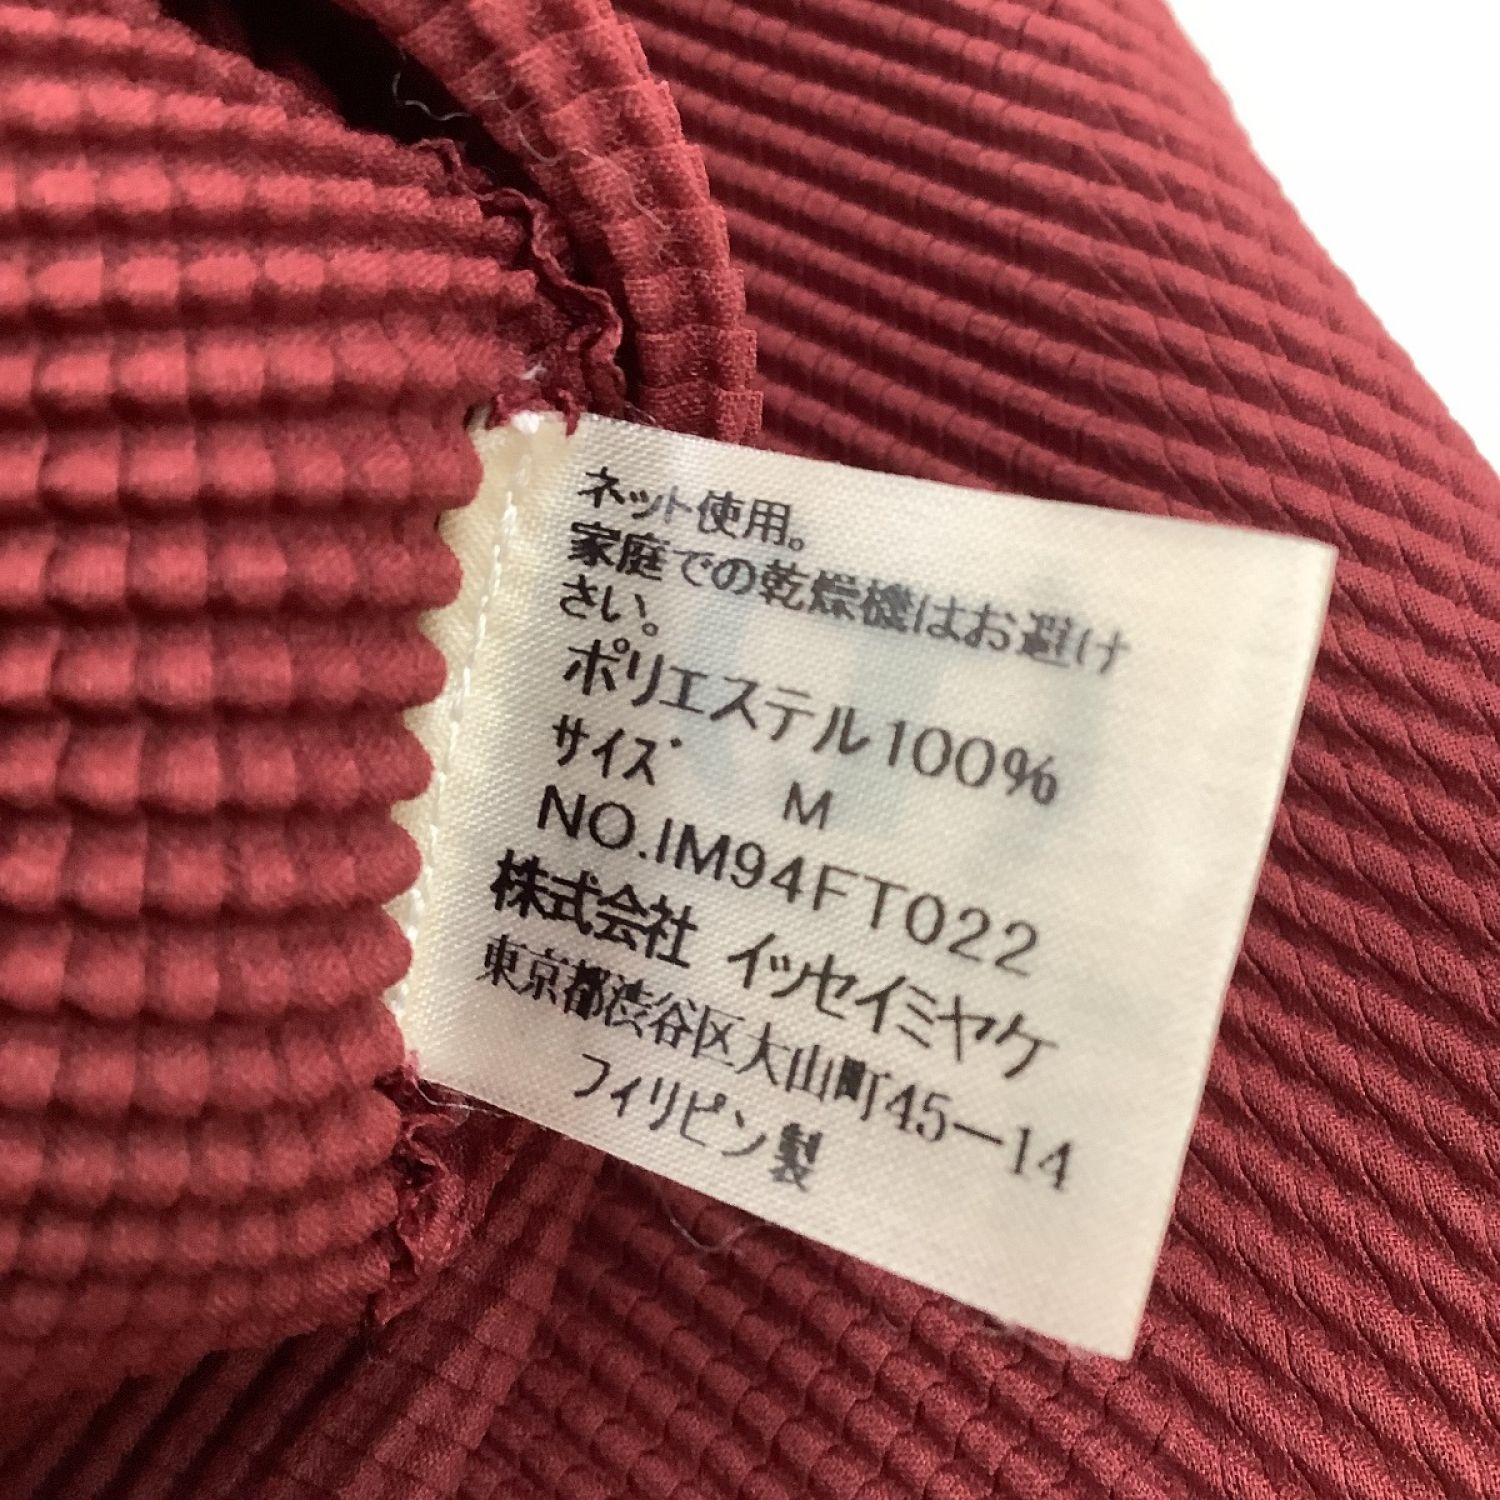 ネット使用。
家庭での乾燥機はお避け
さい。
ポリエステル100%
サイズ M
NO.IM94FT022
株式会社 イッセイミヤケ
東京都渋谷区大山町45-14
フィリピン製